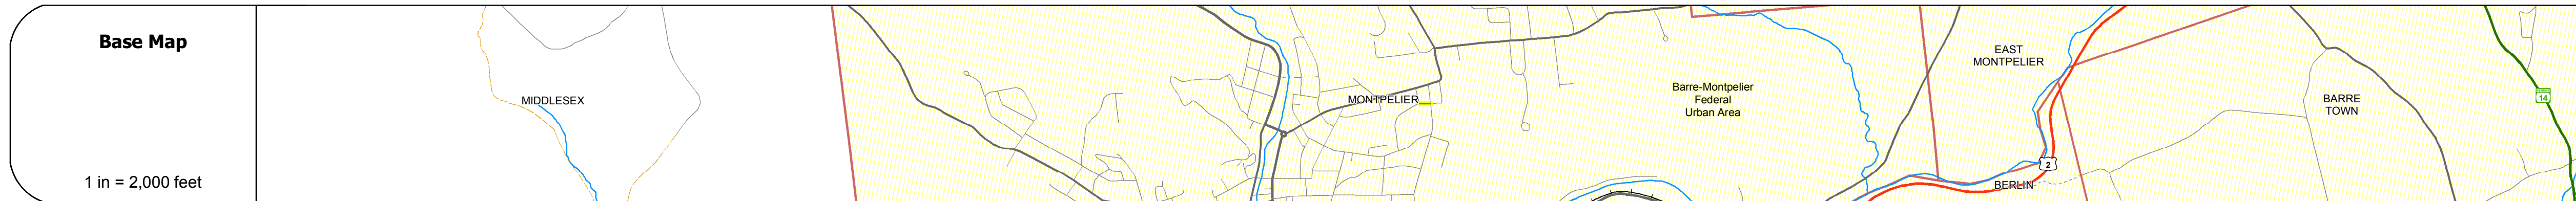 Base Map
1 in = 2,000 feet
MIDDLESEX
MONTPELIER
Barre-Montpelier
Federal
Urban Area
EAST
MONTPELIER
2
BERLIN
BARRE
TOWN
14